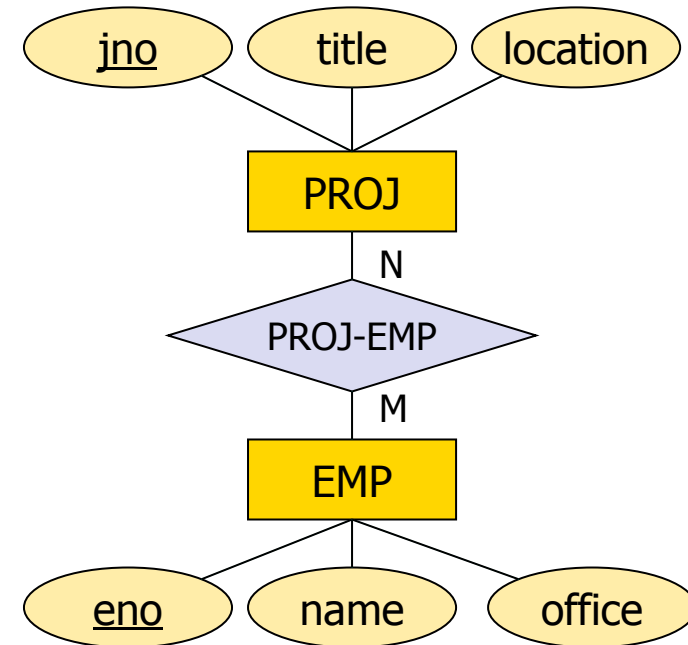 jno
title
location
PROJ
N
PROJ-EMP
M
EMP
eno
name
office